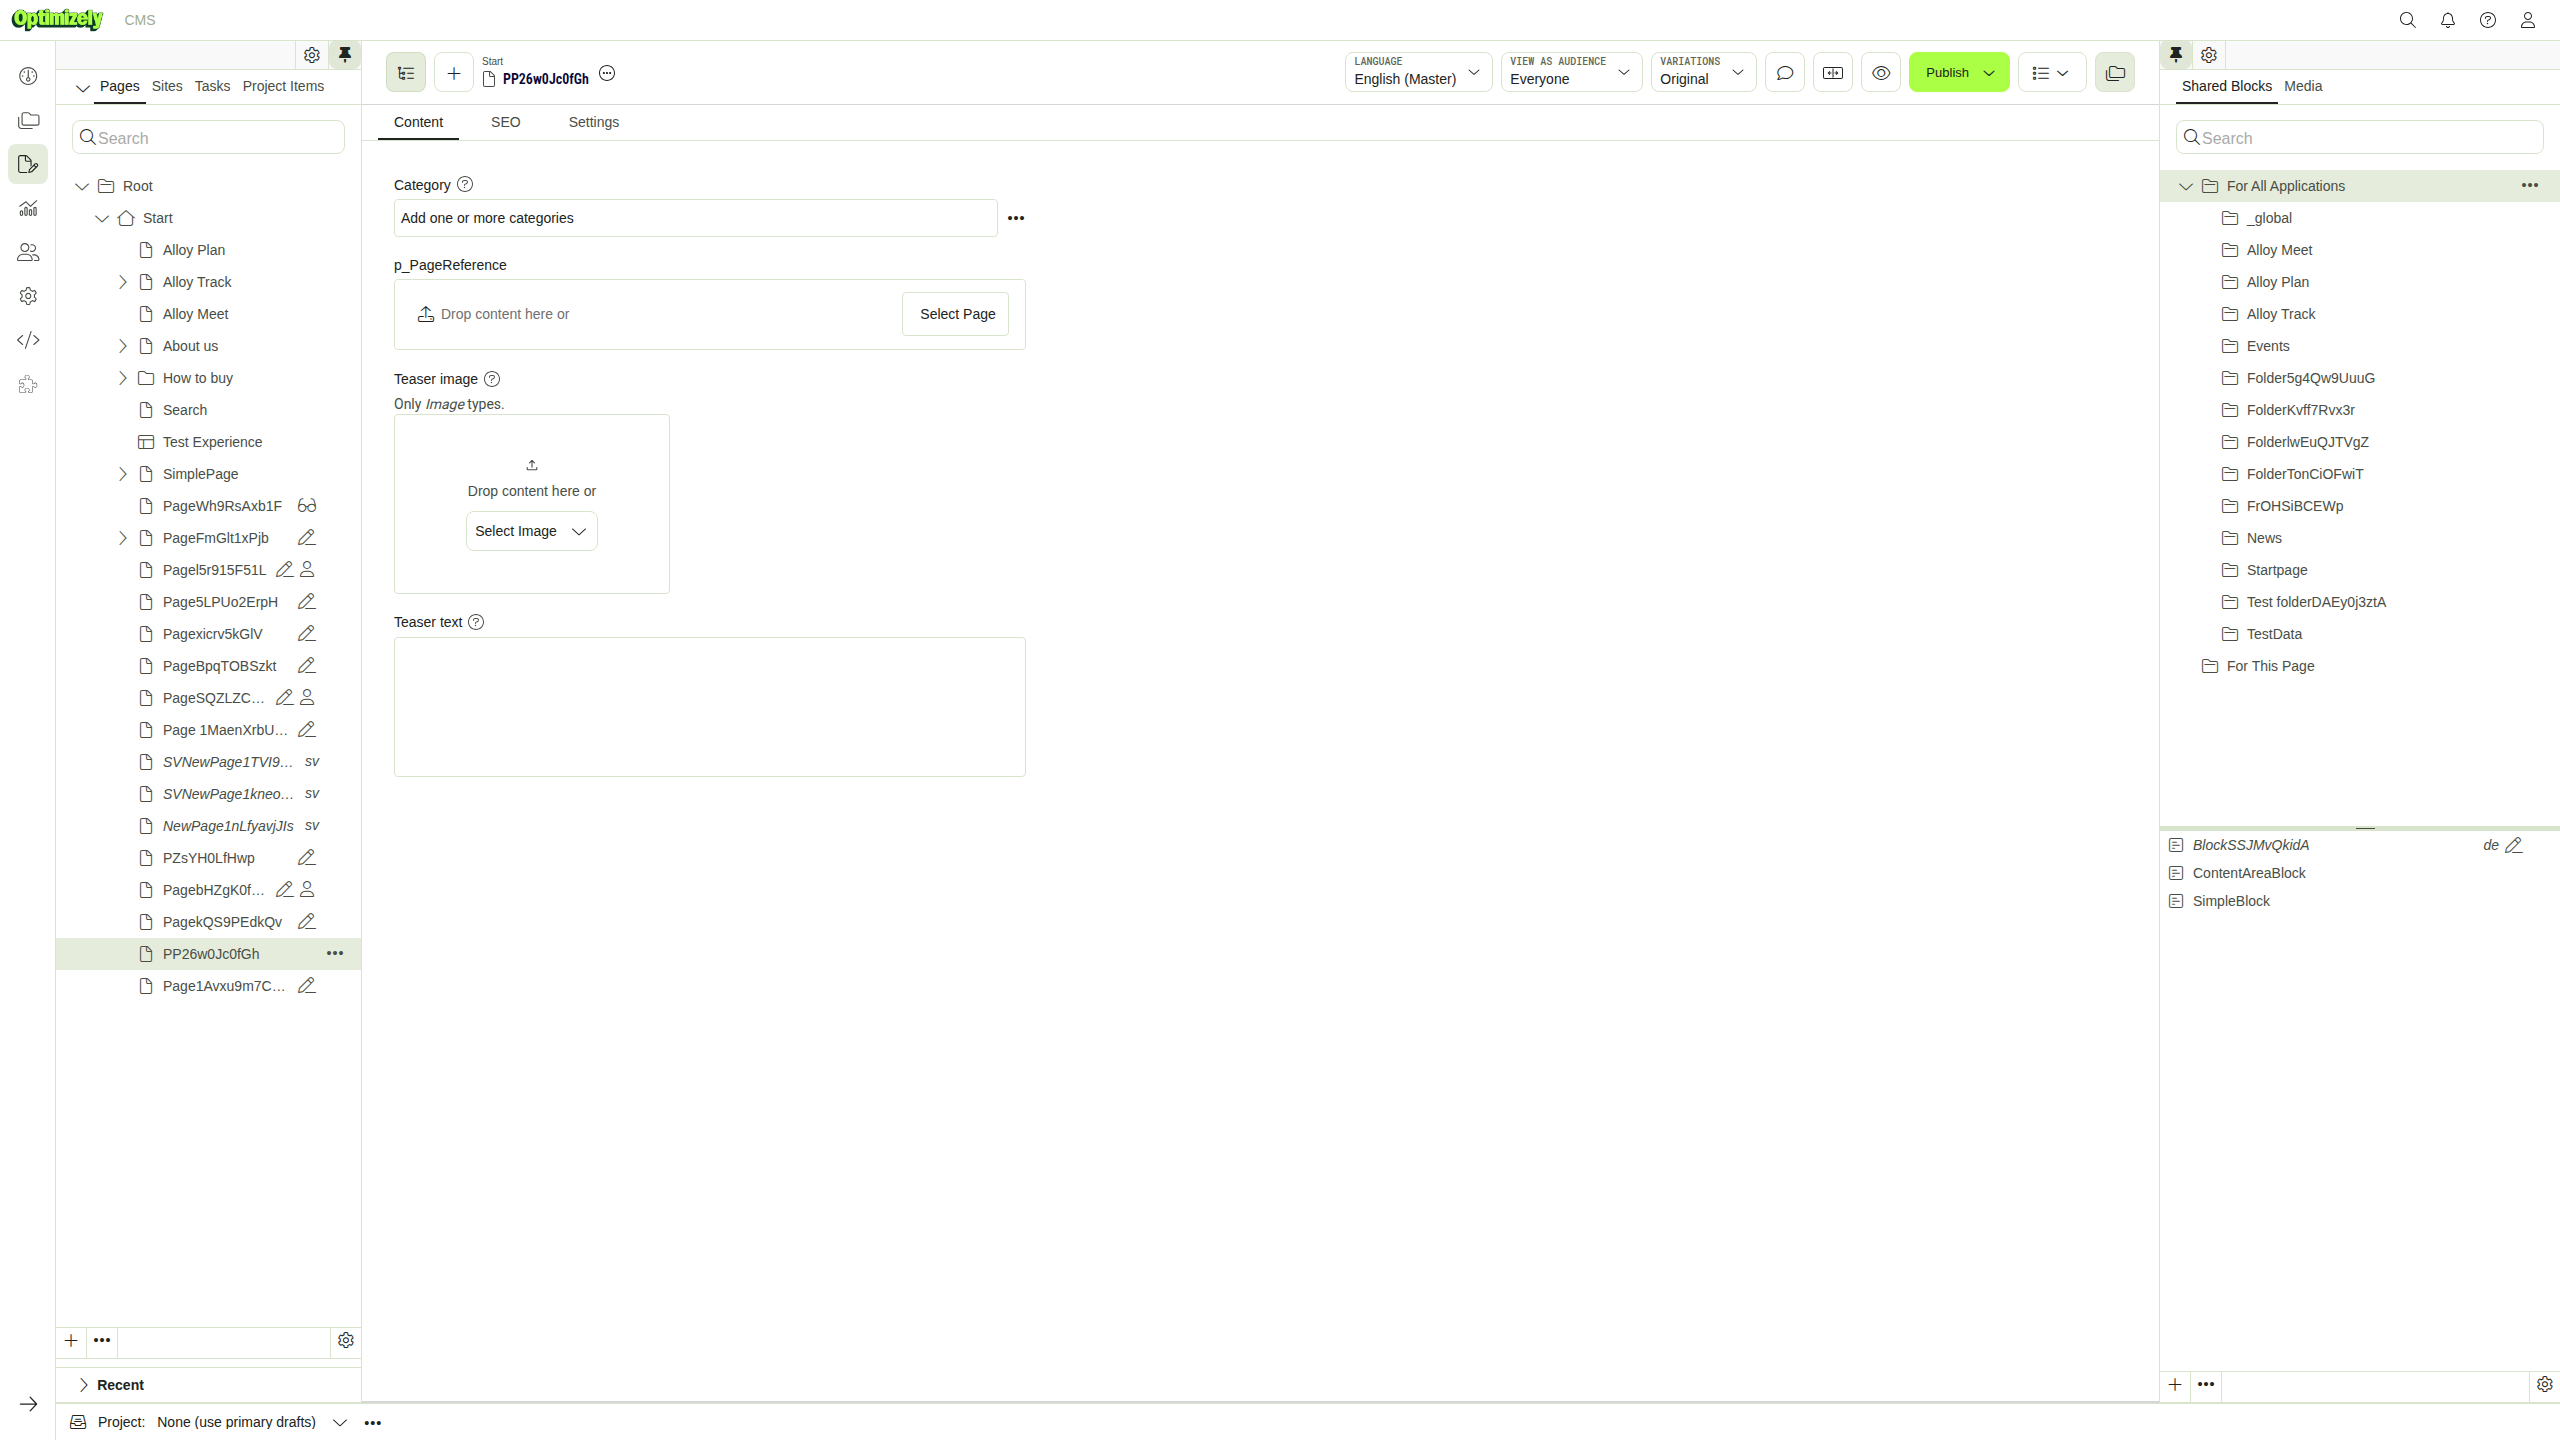 Optimizely CMS
Pages Sites Tasks Project Items
Search
Root
Start
Alloy Plan
Alloy Track
Alloy Meet
About us
How to buy
Search
Test Experience
SimplePage
PageWh9RsAxb1F
PageFmGlt1xPjb
Pagel5r915F51L
Page5LPUo2ErpH
Pagexicrv5kGlV
PageBpqTOBSzkt
PageSQZLZC…
Page 1MaenXrbU…
SVNewPage1TVI9… sv
SVNewPage1kneo… sv
NewPage1nLfyavjJIs sv
PZsYH0LfHwp
PagebHZgK0f…
PagekQS9PEdkQv
PP26w0Jc0fGh
Page1Avxu9m7C…
Recent
Project: None (use primary drafts)
Start
PP26w0Jc0fGh
LANGUAGE
English (Master)
VIEW AS AUDIENCE
Everyone
VARIATIONS
Original
Publish
Content SEO Settings
Category
Add one or more categories
p_PageReference
Drop content here or Select Page
Teaser image
Only Image types.
Drop content here or
Select Image
Teaser text
Shared Blocks Media
Search
For All Applications
_global
Alloy Meet
Alloy Plan
Alloy Track
Events
Folder5g4Qw9UuuG
FolderKvff7Rvx3r
FolderlwEuQJTVgZ
FolderTonCiOFwiT
FrOHSiBCEWp
News
Startpage
Test folderDAEy0j3ztA
TestData
For This Page
BlockSSJMvQkidA de
ContentAreaBlock
SimpleBlock